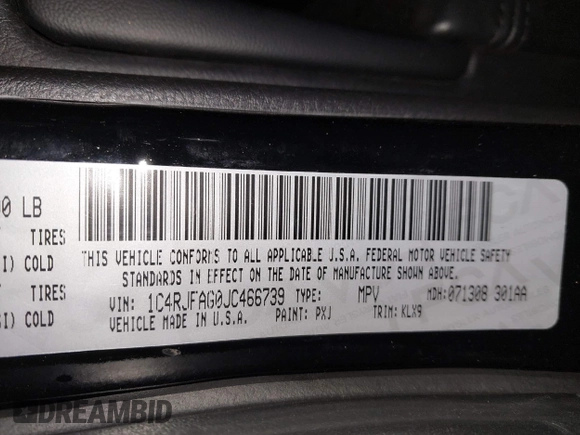 00 LB
TIRES
I) COLD
TIRES
SI) COLD
THIS VEHICLE CONFORMS TO ALL APPLICABLE U.S.A. FEDERAL MOTOR VEHICLE SAFETY
STANDARDS IN EFFECT ON THE DATE OF MANUFACTURE SHOWN ABOVE.
VIN: 1C4RJFAG0JC466739 TYPE: MPV MDH:071308 301AA
VEHICLE MADE IN U.S.A. PAINT: PXJ TRIM:KLX9
DREAMBID